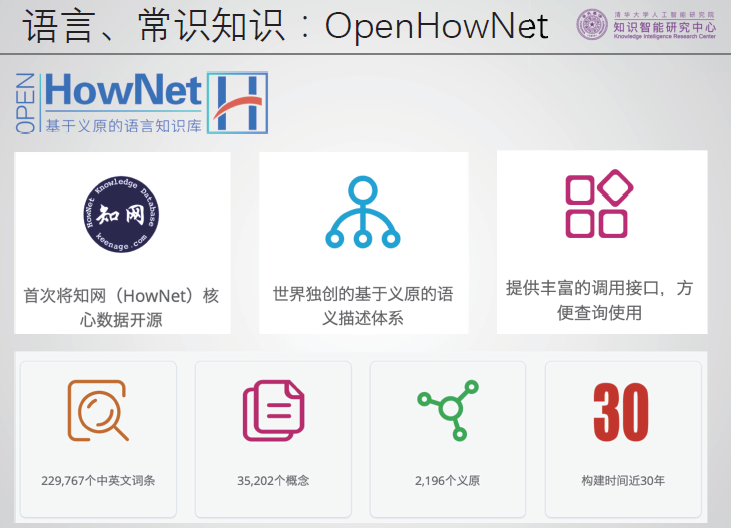 语言、常识知识：OpenHowNet
清华大学人工智能研究院
知识智能研究中心
Knowledge Intelligence Research Center
OPEN
HowNet
基于义原的语言知识库
HowNet Knowledge Database
知网
keenage.com
首次将知网（HowNet）核
心数据开源
世界独创的基于义原的语
义描述体系
提供丰富的调用接口，方
便查询使用
229,767个中英文词条
35,202个概念
2,196个义原
30
构建时间近30年